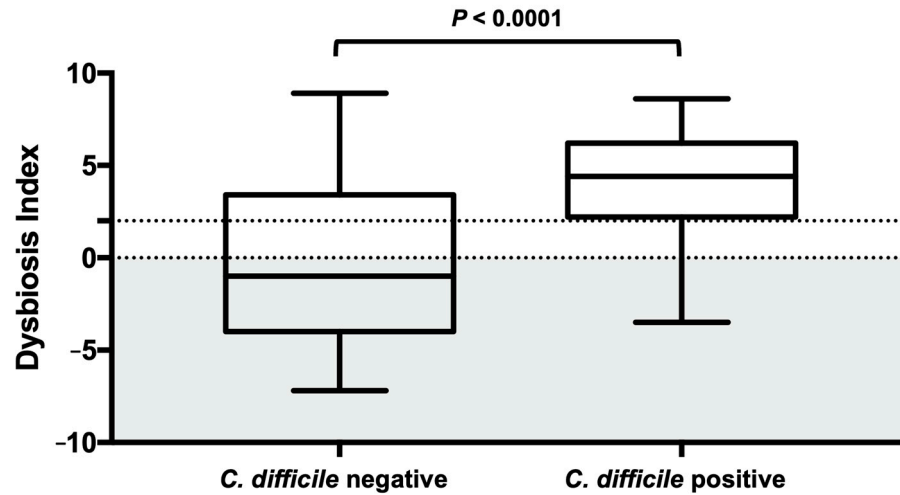 P < 0.0001
Dysbiosis Index
10
5
0
−5
−10
C. difficile negative
C. difficile positive